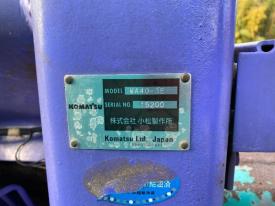 MODEL WA40-3E
KOMATSU SERIAL NO. 15200
株式会社 小松製作所
Komatsu Ltd. Japan